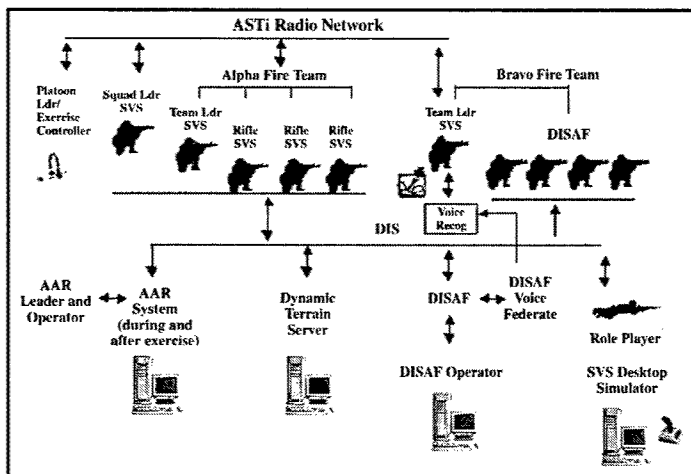 ASTi Radio Network
Platoon
Ldr/
Exercise
Controller
Squad Ldr
SVS
Alpha Fire Team
Team Ldr
SVS
Rifle
SVS
Rifle
SVS
Rifle
SVS
Bravo Fire Team
Team Ldr
SVS
DISAF
Voice
Recog
DIS
AAR
Leader and
Operator
AAR
System
(during and
after exercise)
Dynamic
Terrain
Server
DISAF
DISAF
Voice
Federate
Role Player
DISAF Operator
SVS Desktop
Simulator